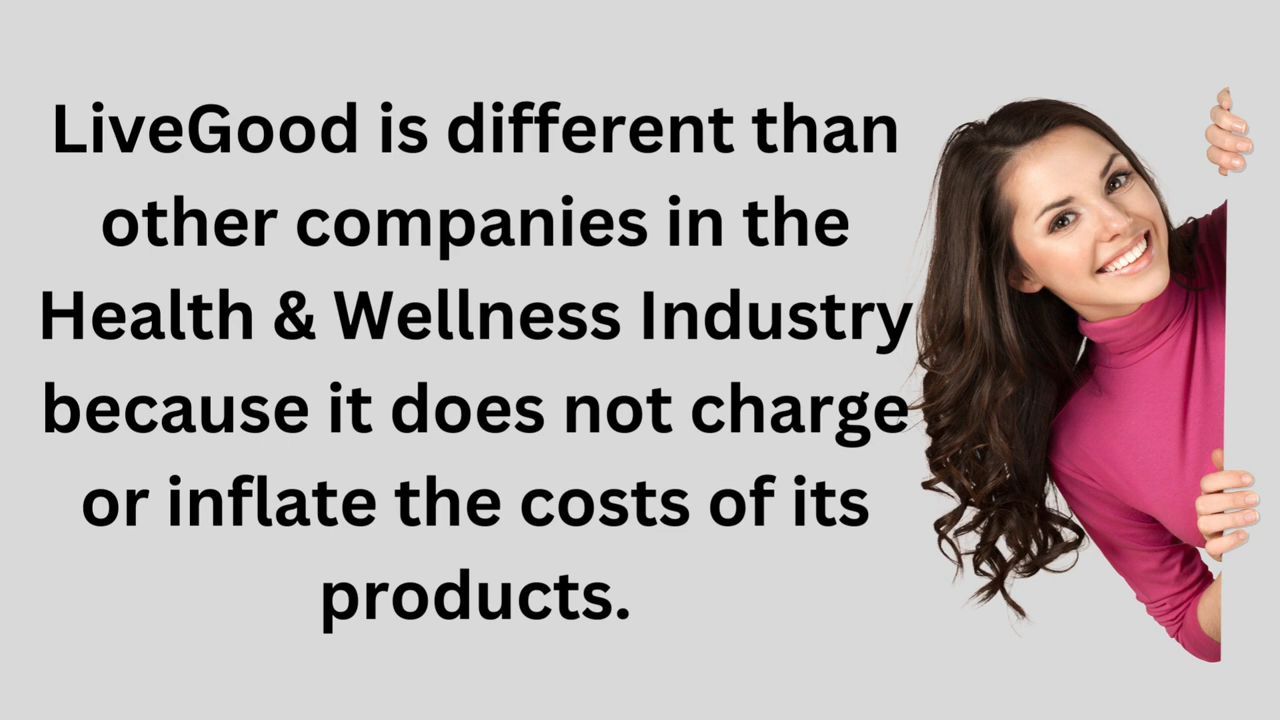 LiveGood is different than
other companies in the
Health & Wellness Industry
because it does not charge
or inflate the costs of its
products.